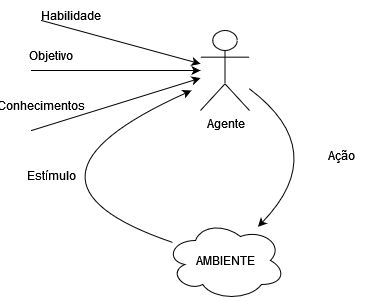 Habilidade
Objetivo
Conhecimentos
Agente
Ação
Estímulo
AMBIENTE